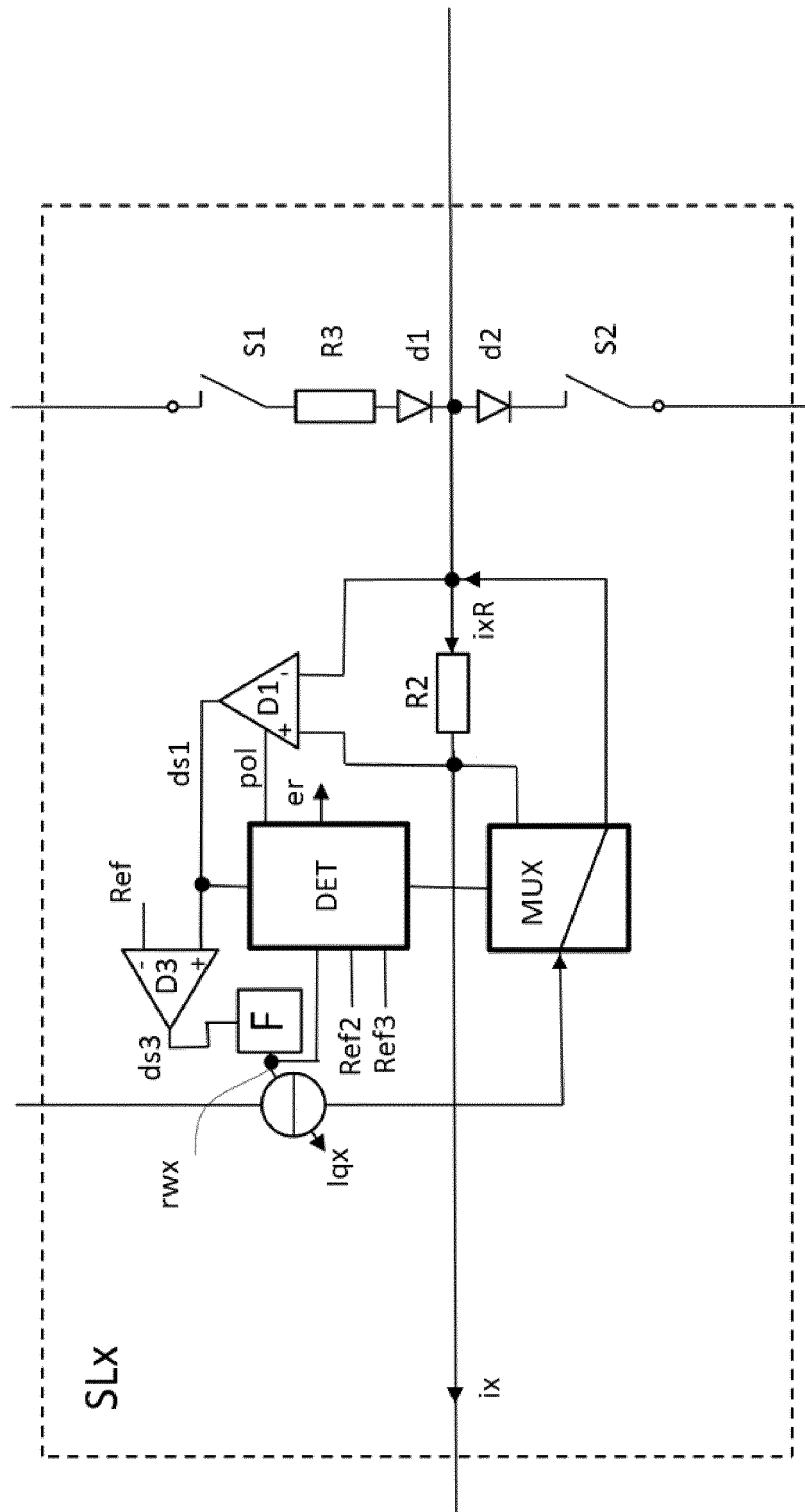 SLx
rwx
Iqx
ds3
D3
-
+
Ref
F
Ref2
Ref3
ds1
pol
er
DET
D1
+
-
MUX
R2
ixR
ix
S1
R3
d1
d2
S2